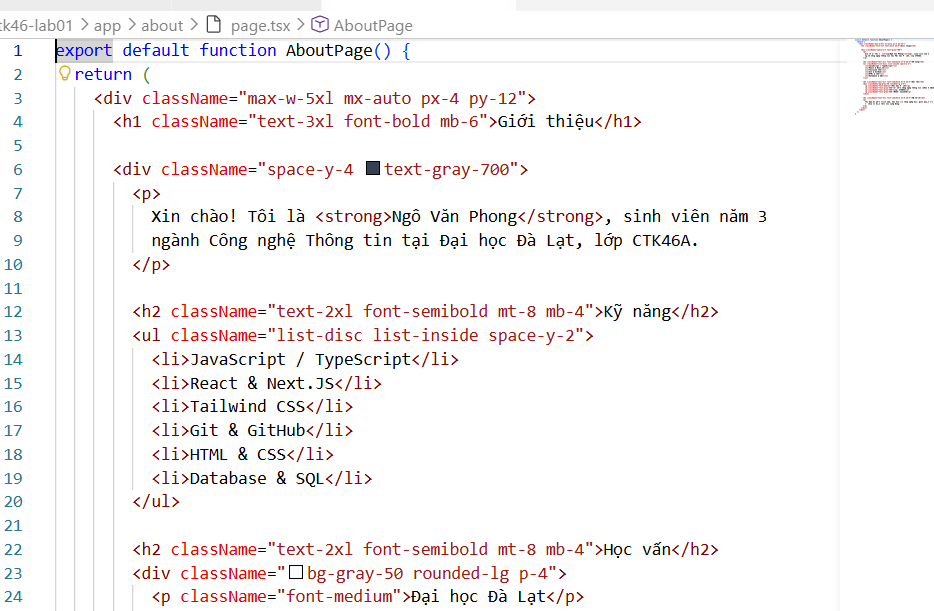 tk46-lab01 > app > about > page.tsx > AboutPage
1 export default function AboutPage() {
2 return (
3 <div className="max-w-5xl mx-auto px-4 py-12">
4 <h1 className="text-3xl font-bold mb-6">Giới thiệu</h1>
5
6 <div className="space-y-4 text-gray-700">
7 <p>
8 Xin chào! Tôi là <strong>Ngô Văn Phong</strong>, sinh viên năm 3
9 ngành Công nghệ Thông tin tại Đại học Đà Lạt, lớp CTK46A.
10 </p>
11
12 <h2 className="text-2xl font-semibold mt-8 mb-4">Kỹ năng</h2>
13 <ul className="list-disc list-inside space-y-2">
14 <li>JavaScript / TypeScript</li>
15 <li>React & Next.JS</li>
16 <li>Tailwind CSS</li>
17 <li>Git & GitHub</li>
18 <li>HTML & CSS</li>
19 <li>Database & SQL</li>
20 </ul>
21
22 <h2 className="text-2xl font-semibold mt-8 mb-4">Học vấn</h2>
23 <div className="bg-gray-50 rounded-lg p-4">
24 <p className="font-medium">Đại học Đà Lạt</p>